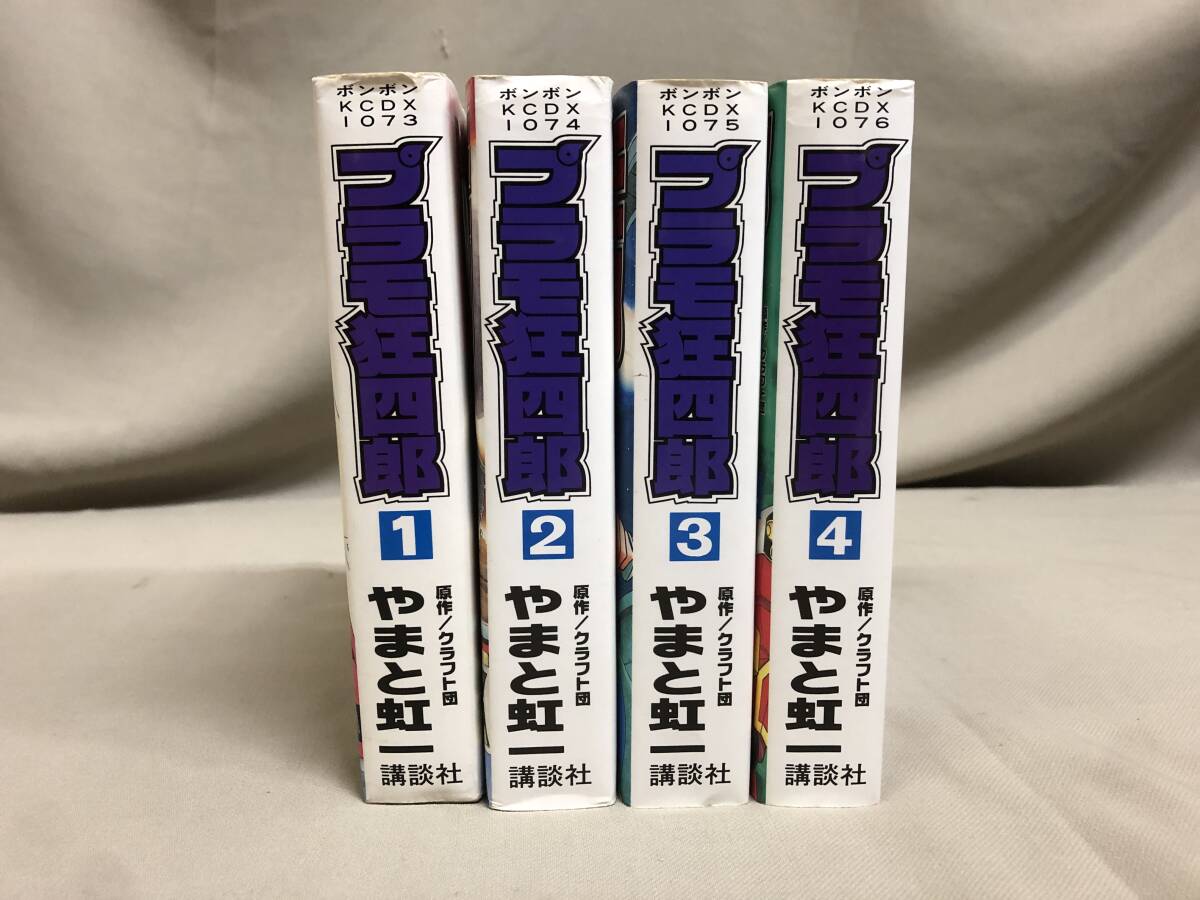 ボンボン
KCDX
1073
プラモ狂四郎
1
原作/クラフト団
やまと虹一
講談社
ボンボン
KCDX
1074
プラモ狂四郎
2
原作/クラフト団
やまと虹一
講談社
ボンボン
KCDX
1075
プラモ狂四郎
3
原作/クラフト団
やまと虹一
講談社
ボンボン
KCDX
1076
プラモ狂四郎
4
原作/クラフト団
やまと虹一
講談社